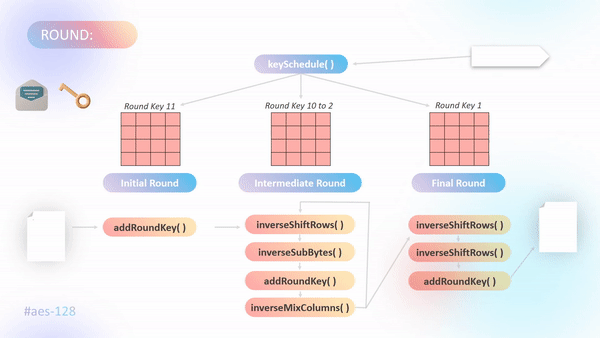 ROUND:
keySchedule( )
Round Key 11
Round Key 10 to 2
Round Key 1
Initial Round
Intermediate Round
Final Round
addRoundKey( )
inverseShiftRows( )
inverseShiftRows( )
inverseSubBytes( )
inverseShiftRows( )
addRoundKey( )
addRoundKey( )
inverseMixColumns( )
#aes-128